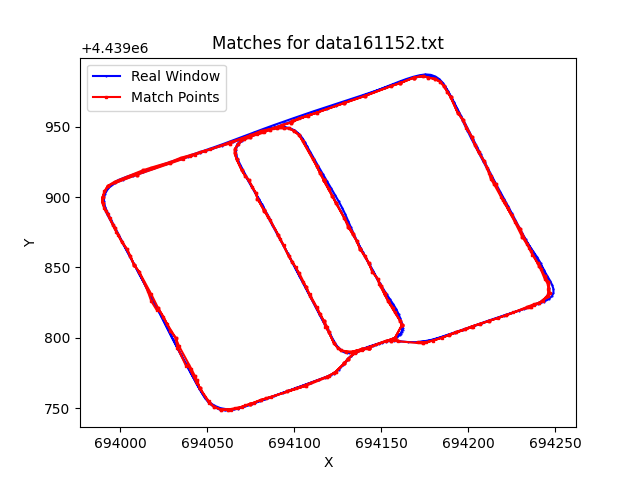 Matches for data161152.txt
+4.439e6
Real Window
Match Points
950
900
850
800
750
Y
694000 694050 694100 694150 694200 694250
X